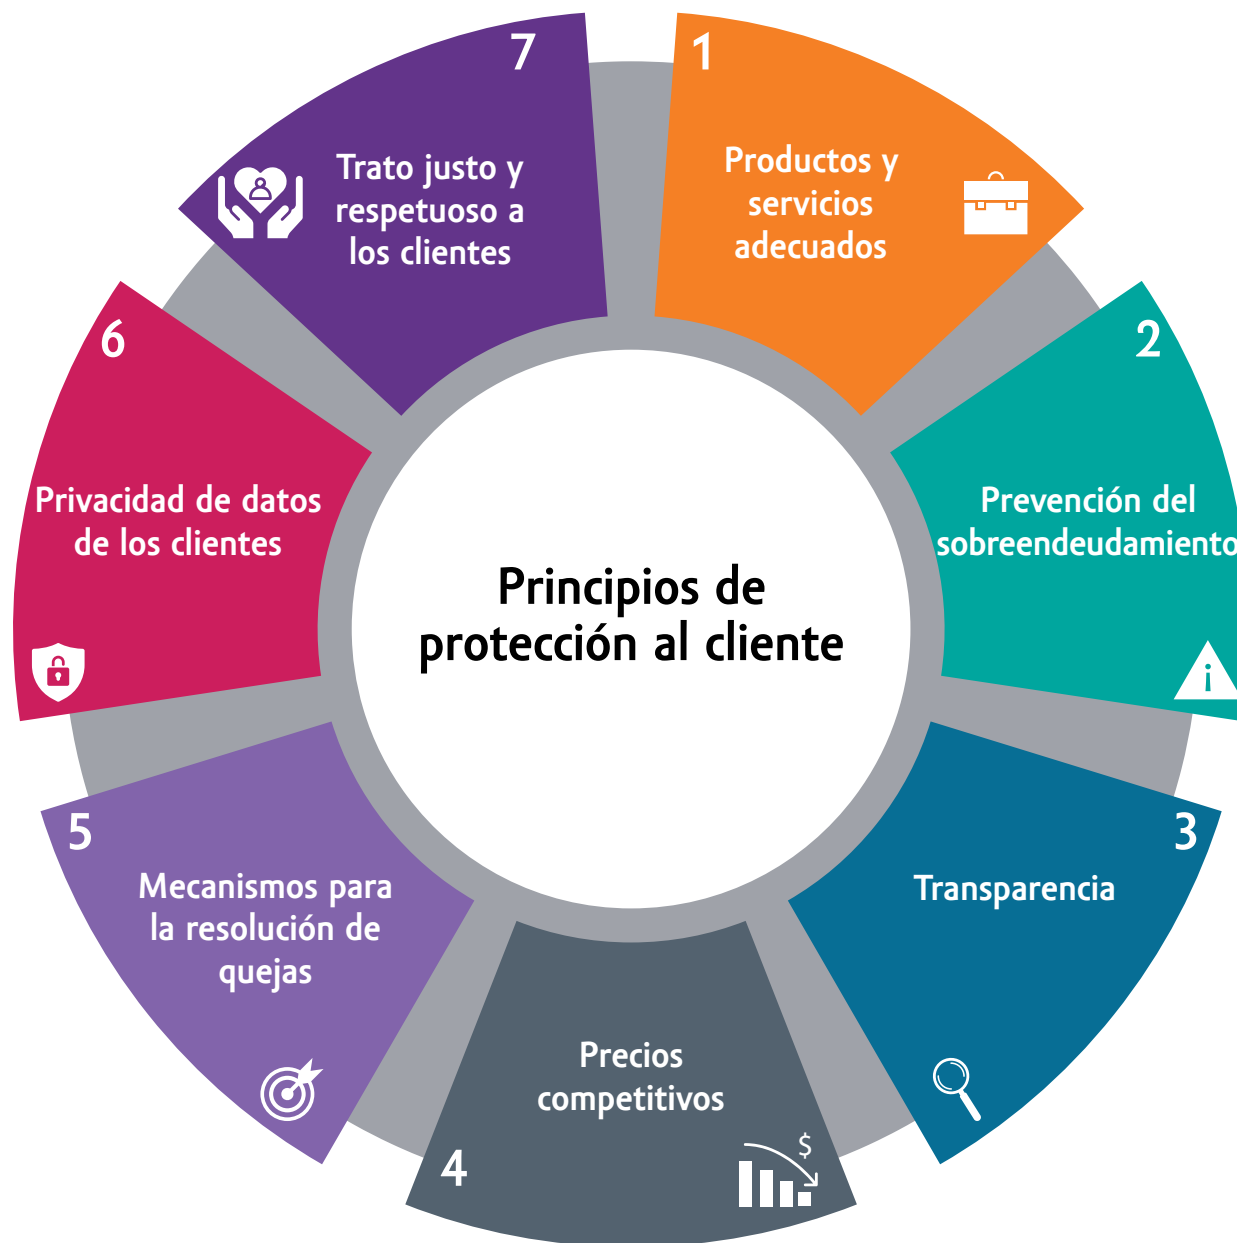 1
Productos y
servicios
adecuados
2
Prevención del
sobreendeudamiento
3
Transparencia
4
Precios
competitivos
$
5
Mecanismos para
la resolución de
quejas
6
Privacidad de datos
de los clientes
7
Trato justo y
respetuoso a
los clientes
Principios de
protección al cliente